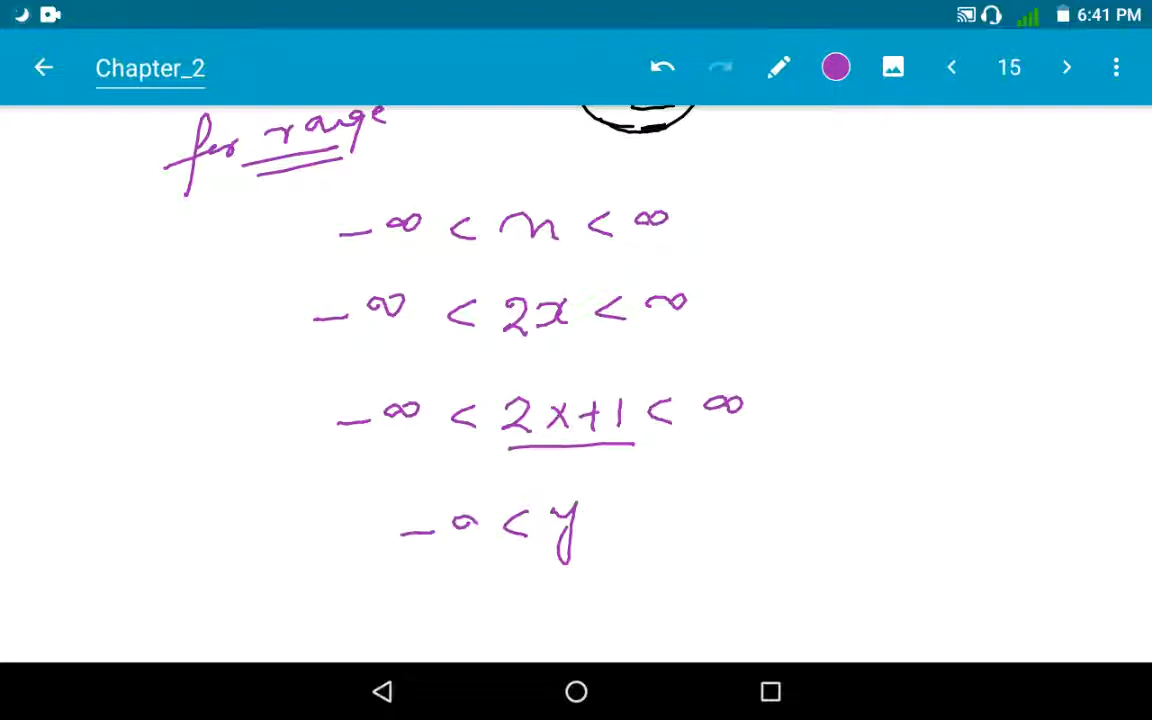 6:41 PM
Chapter_2
15
for range
-∞ < x < ∞
-∞ < 2x < ∞
-∞ < 2x+1 < ∞
-∞ < y